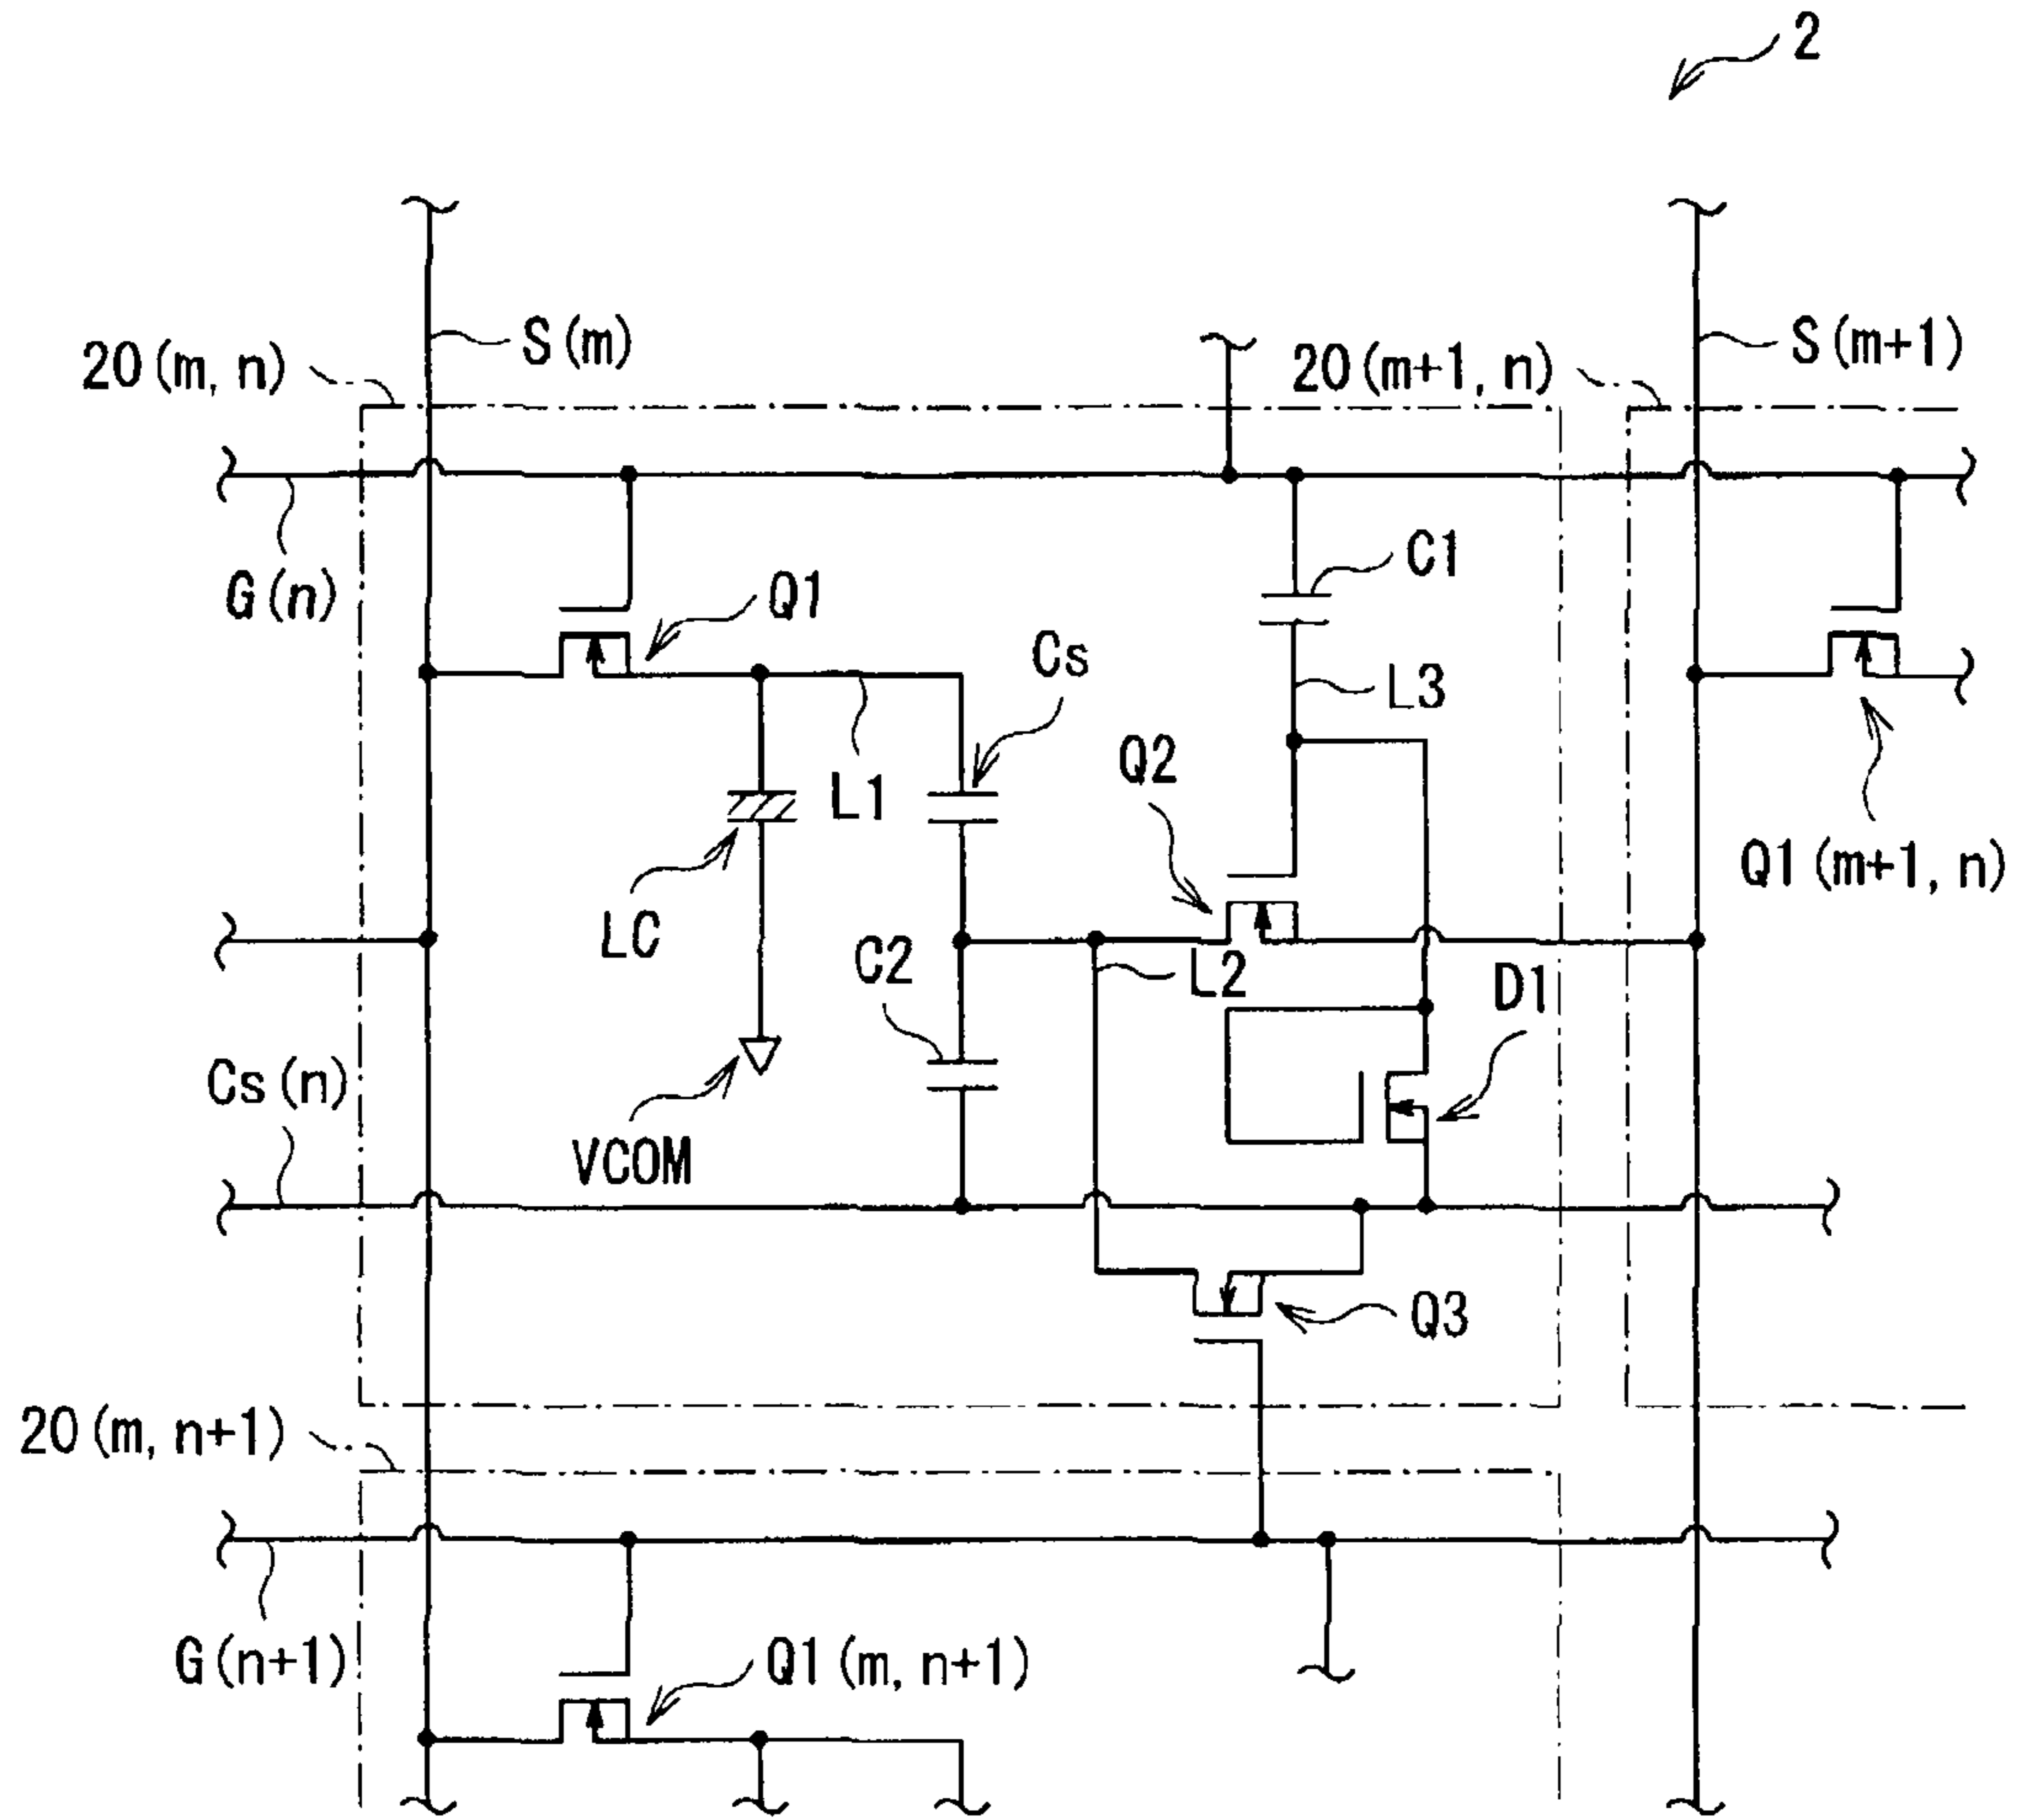 2
S(m)
S(m+1)
20(m, n)
20(m+1, n)
G(n)
Q1
C1
Cs
L3
Q2
L1
Q1(m+1, n)
LC
C2
L2
D1
Cs(n)
VCOM
Q3
20(m, n+1)
G(n+1)
Q1(m, n+1)